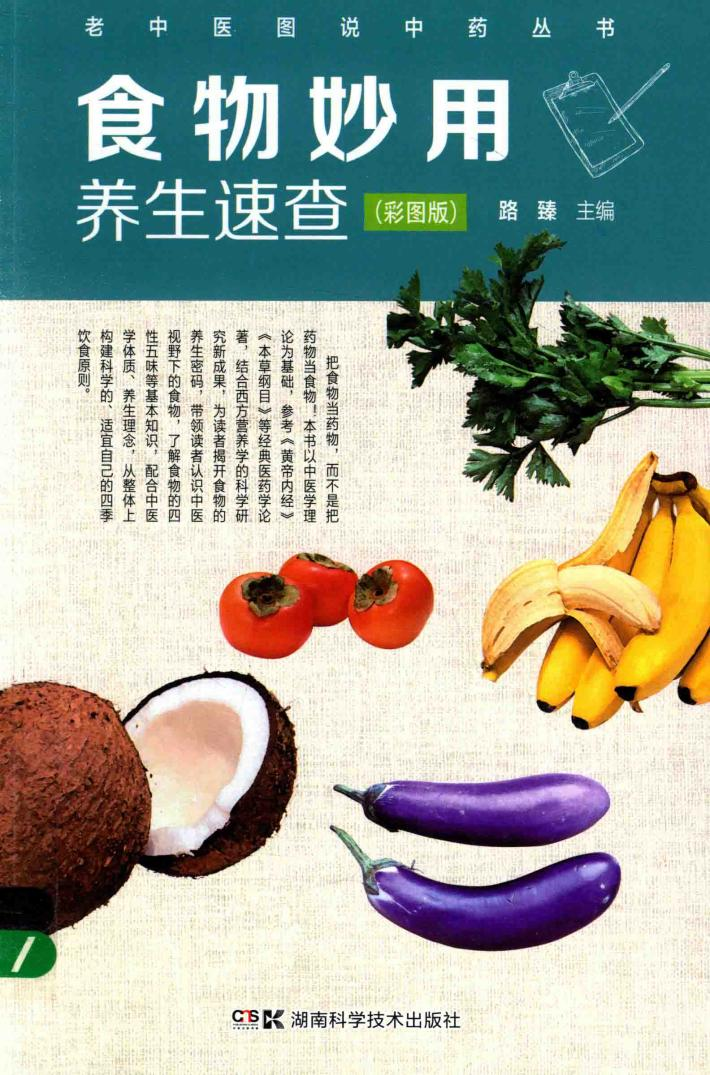 老中医图说中药丛书
食物妙用
养生速查
（彩图版）
路 臻 主编
把食物当药物，而不是把
药物当食物！本书以中医学理
论为基础，参考《黄帝内经》
《本草纲目》等经典医药学论
著，结合西方营养学的科学研
究新成果，为读者揭开食物的
养生密码，带领读者认识中医
视野下的食物，了解食物的四
性五味等基本知识，配合中医
学体质、养生理念，从整体上
构建科学的、适宜自己的四季
饮食原则。
湖南科学技术出版社